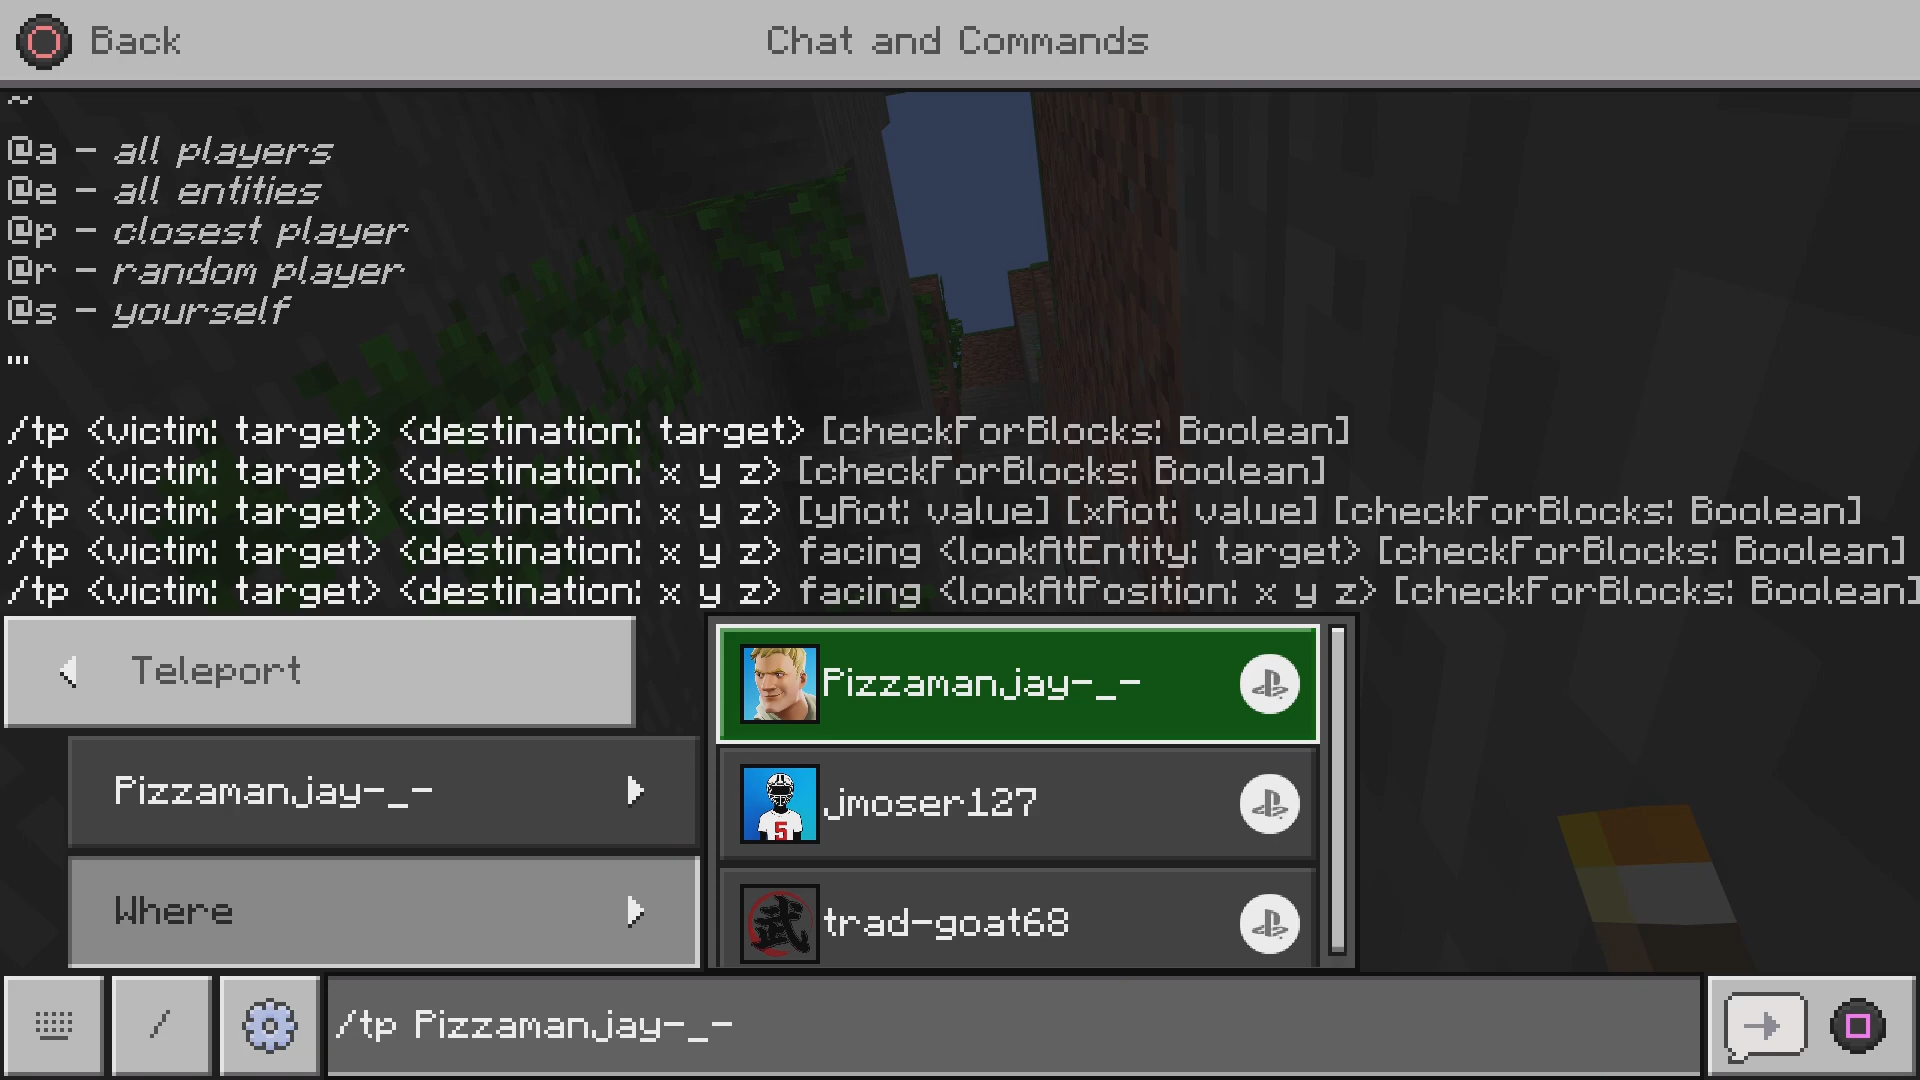 Back
Chat and Commands
~
@a - all players
@e - all entities
@p - closest player
@r - random player
@s - yourself
...
/tp <victim: target> <destination: target> [checkForBlocks: Boolean]
/tp <victim: target> <destination: x y z> [checkForBlocks: Boolean]
/tp <victim: target> <destination: x y z> [yRot: value] [xRot: value] [checkForBlocks: Boolean]
/tp <victim: target> <destination: x y z> facing <lookAtEntity: target> [checkForBlocks: Boolean]
/tp <victim: target> <destination: x y z> facing <lookAtPosition: x y z> [checkForBlocks: Boolean]
Teleport
Pizzamanjay-_-
Where
Pizzamanjay-_-
5
jmoser127
武
trad-goat68
/
/tp Pizzamanjay-_-